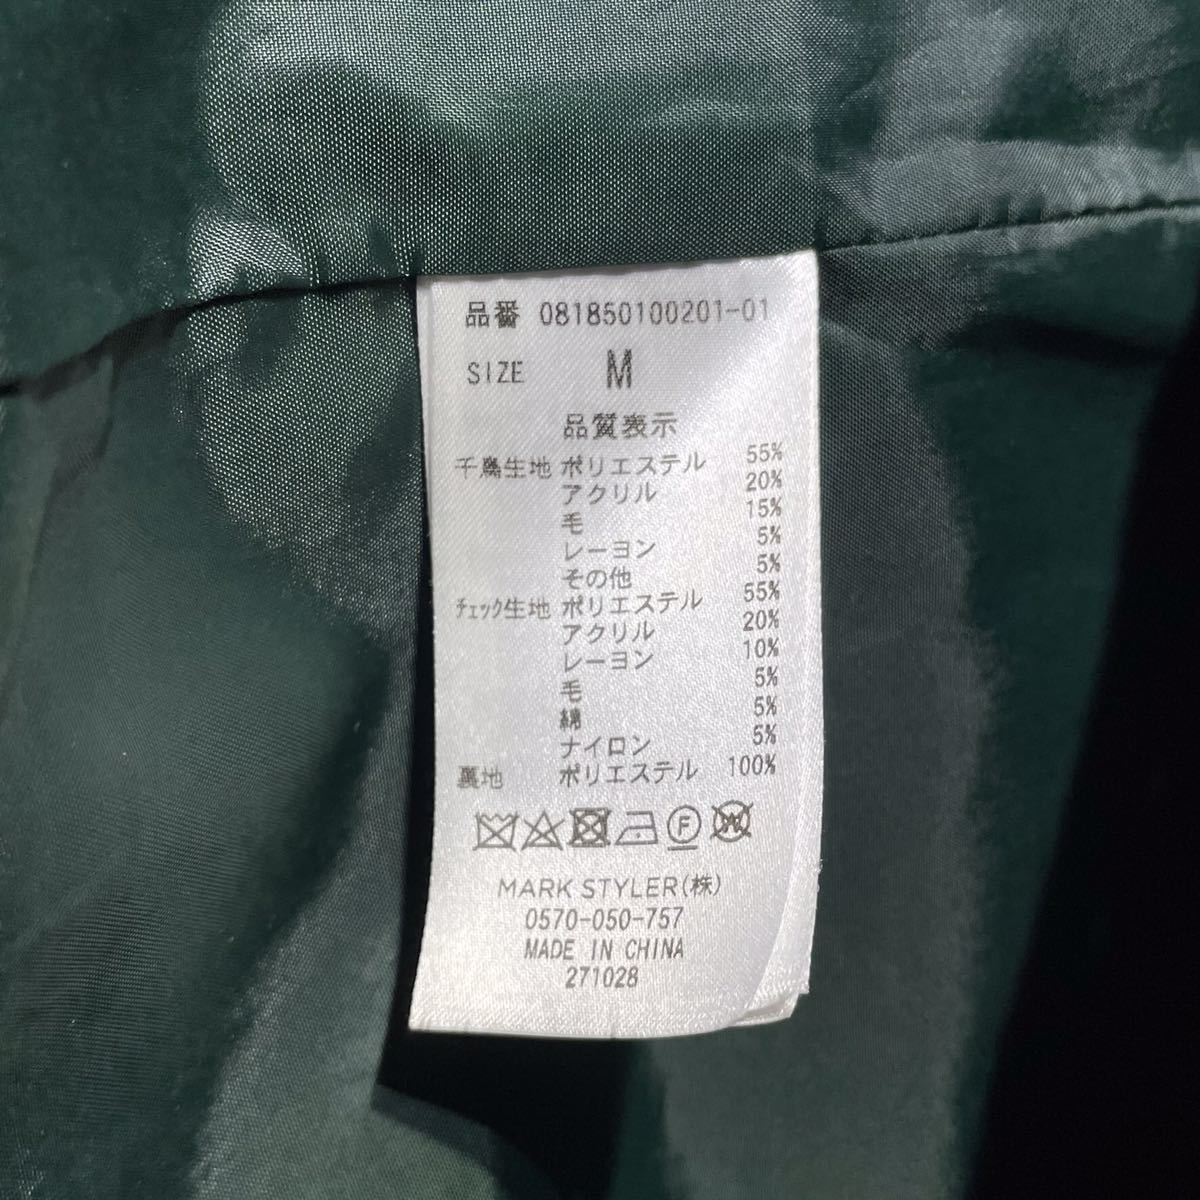 品番 081850100201-01
SIZE M
品質表示
千鳥生地 ポリエステル 55%
アクリル 20%
毛 15%
レーヨン 5%
その他 5%
チェック生地 ポリエステル 55%
アクリル 20%
レーヨン 10%
毛 5%
綿 5%
ナイロン 5%
裏地 ポリエステル 100%
F W
MARK STYLER(株)
0570-050-757
MADE IN CHINA
271028